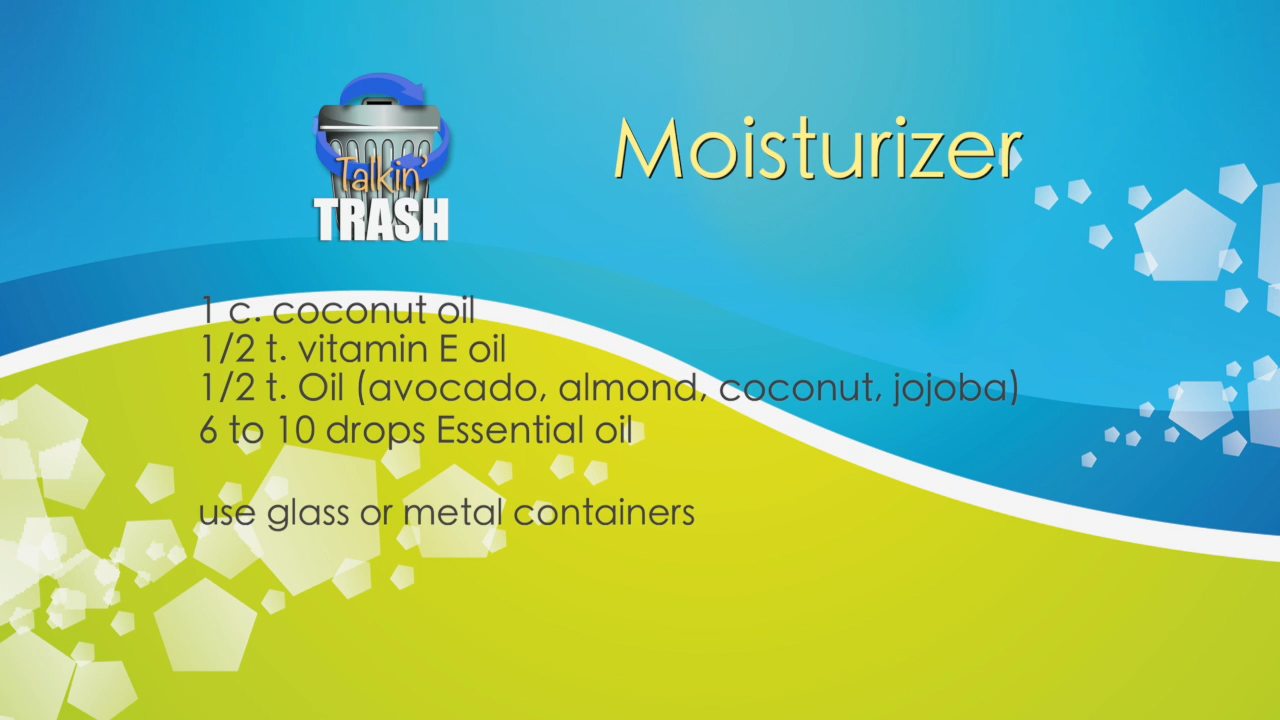 Talkin'
TRASH
Moisturizer
1 c. coconut oil
1/2 t. vitamin E oil
1/2 t. Oil (avocado, almond, coconut, jojoba)
6 to 10 drops Essential oil
use glass or metal containers